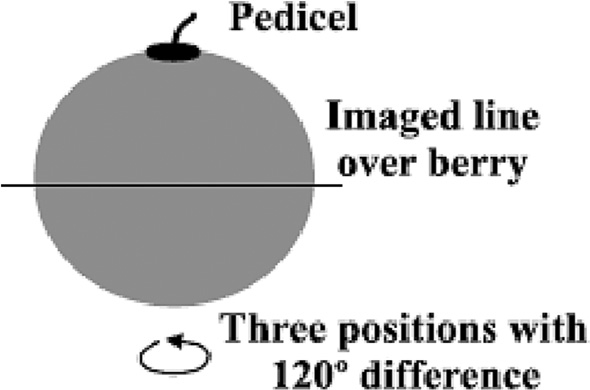 Pedicel
Imaged line
over berry
Three positions with
120° difference